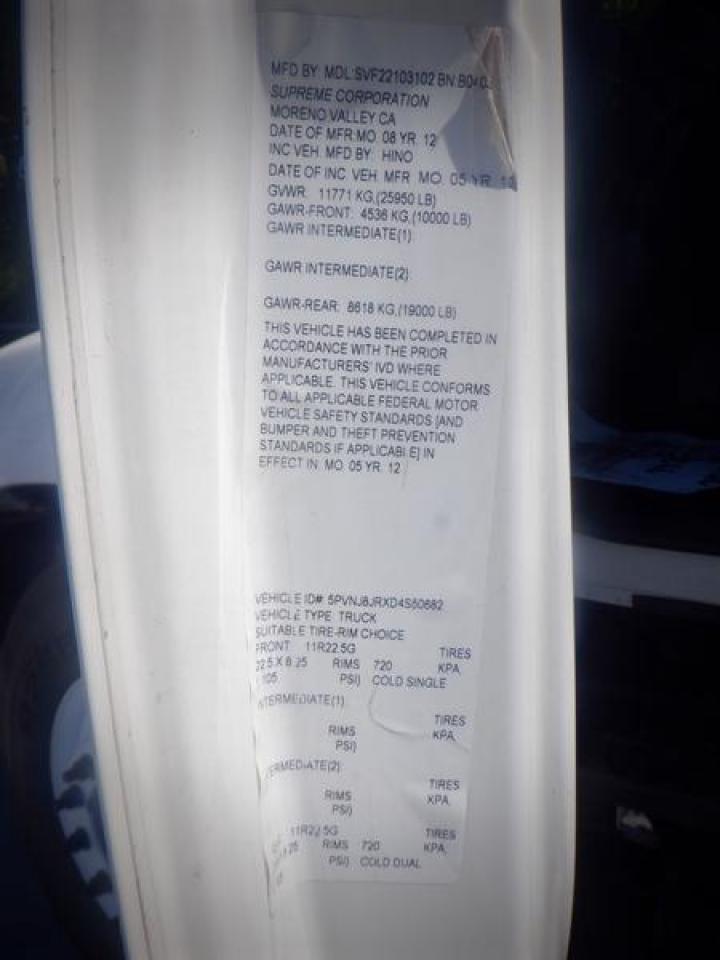 MFD BY: MDL:SVF22103102 BN:B040
SUPREME CORPORATION
MORENO VALLEY CA
DATE OF MFR:MO. 08 YR. 12
INC VEH. MFD BY: HINO
DATE OF INC. VEH. MFR. MO. 05 YR.
GVWR: 11771 KG,(25950 LB)
GAWR-FRONT: 4536 KG,(10000 LB)
GAWR INTERMEDIATE(1):
GAWR INTERMEDIATE(2):
GAWR-REAR: 8618 KG,(19000 LB)
THIS VEHICLE HAS BEEN COMPLETED IN
ACCORDANCE WITH THE PRIOR
MANUFACTURERS' IVD WHERE
APPLICABLE. THIS VEHICLE CONFORMS
TO ALL APPLICABLE FEDERAL MOTOR
VEHICLE SAFETY STANDARDS [AND
BUMPER AND THEFT PREVENTION
STANDARDS IF APPLICABLE] IN
EFFECT IN: MO. 05 YR. 12
VEHICLE ID#: 5PVNJ8JRXD4S50682
VEHICLE TYPE: TRUCK
SUITABLE TIRE-RIM CHOICE
FRONT: 11R22.5G TIRES
22.5 X 8.25 RIMS 720 KPA,
105 PSI) COLD SINGLE
INTERMEDIATE(1):
TIRES
RIMS KPA,
PSI)
TERMEDIATE(2):
TIRES
RIMS KPA,
PSI)
11R22.5G TIRES
25 RIMS 720 KPA,
PSI) COLD DUAL